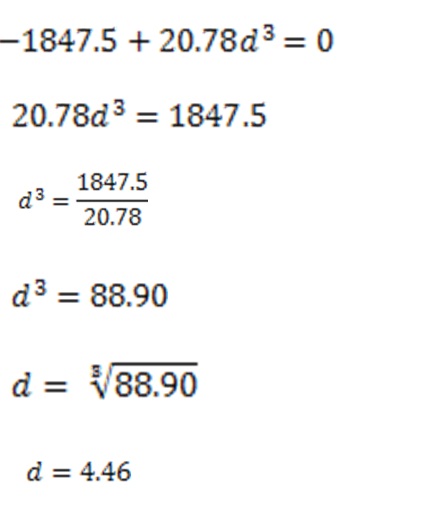 −1847.5 + 20.78d³ = 0
20.78d³ = 1847.5
d³ = 1847.5/20.78
d³ = 88.90
d = ∛88.90
d = 4.46